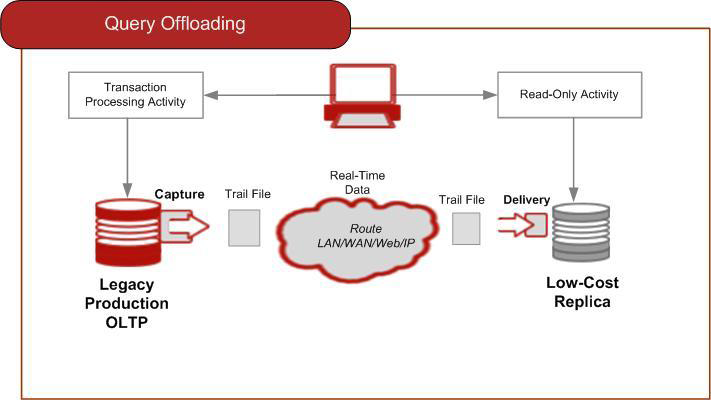 Query Offloading
Transaction
Processing Activity
Read-Only Activity
Capture
Trail File
Real-Time
Data
Trail File
Delivery
Route
LAN/WAN/Web/IP
Legacy
Production
OLTP
Low-Cost
Replica